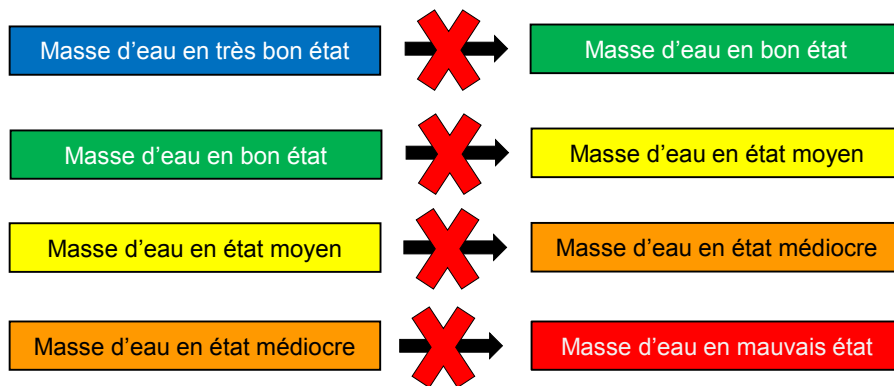 Masse d’eau en très bon état
Masse d’eau en bon état
Masse d’eau en bon état
Masse d’eau en état moyen
Masse d’eau en état moyen
Masse d’eau en état médiocre
Masse d’eau en état médiocre
Masse d’eau en mauvais état